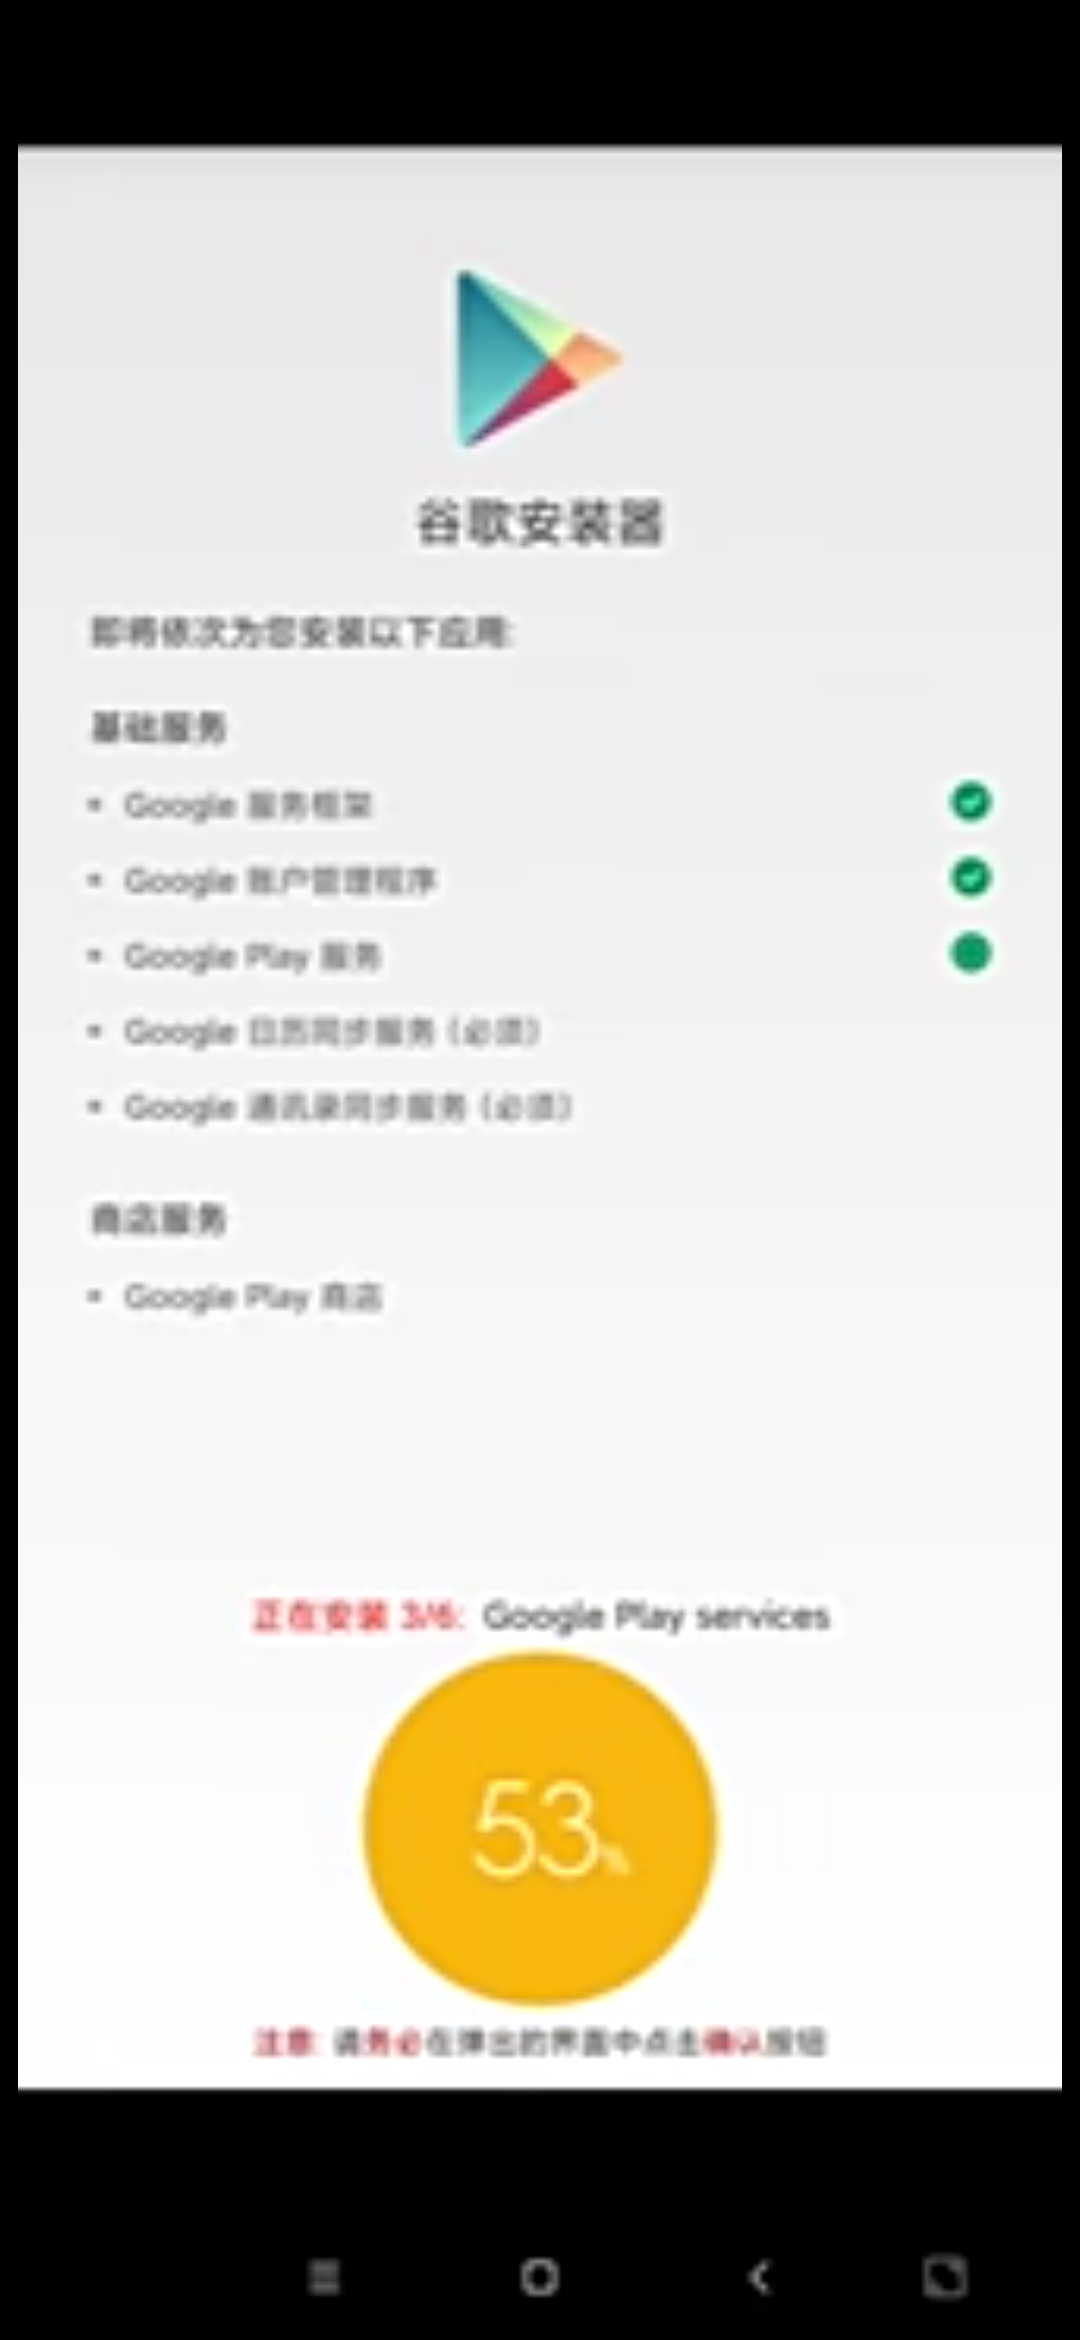 谷歌安装器
即将依次为您安装以下应用:
基础服务
• Google 服务框架
• Google 账户管理程序
• Google Play 服务
• Google 日历同步服务 (必须)
• Google 通讯录同步服务 (必须)
商店服务
• Google Play 商店
正在安装 3/6: Google Play services
53%
注意: 请务必在弹出的界面中点击确认按钮